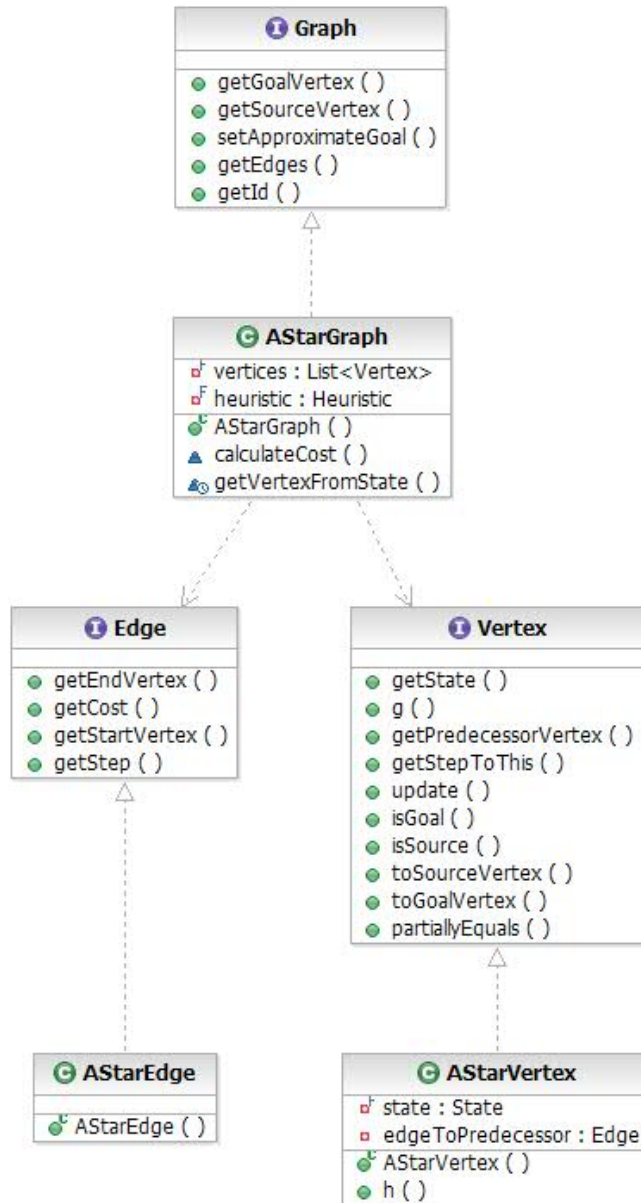 I Graph
getGoalVertex ( )
getSourceVertex ( )
setApproximateGoal ( )
getEdges ( )
getId ( )
C AStarGraph
F vertices : List<Vertex>
F heuristic : Heuristic
C AStarGraph ( )
calculateCost ( )
getVertexFromState ( )
I Edge
getEndVertex ( )
getCost ( )
getStartVertex ( )
getStep ( )
I Vertex
getState ( )
g ( )
getPredecessorVertex ( )
getStepToThis ( )
update ( )
isGoal ( )
isSource ( )
toSourceVertex ( )
toGoalVertex ( )
partiallyEquals ( )
C AStarEdge
C AStarEdge ( )
C AStarVertex
F state : State
edgeToPredecessor : Edge
C AStarVertex ( )
h ( )